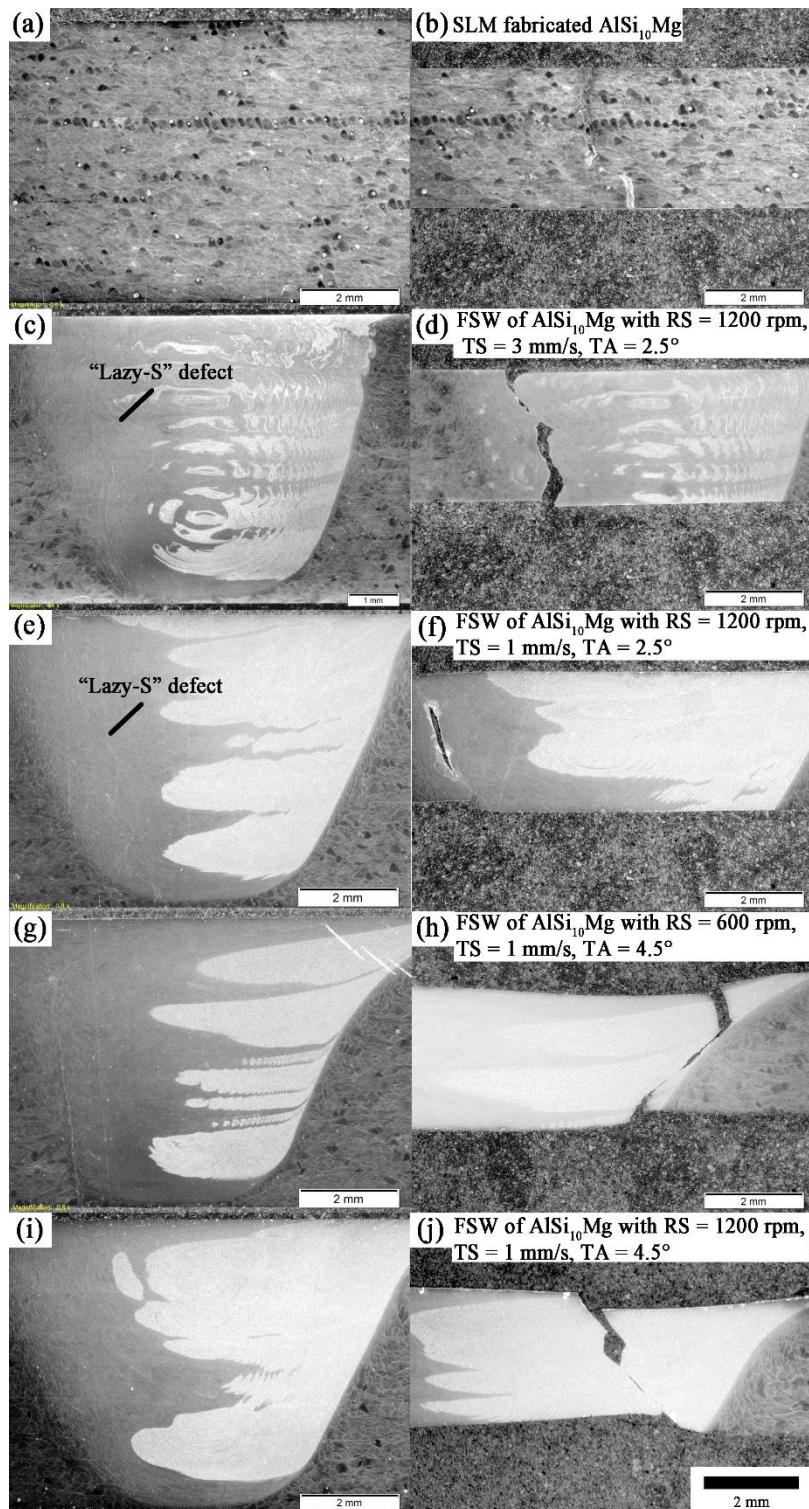 (a)
(b) SLM fabricated AlSi₁₀Mg
2 mm
2 mm
(c)
(d) FSW of AlSi₁₀Mg with RS = 1200 rpm,
TS = 3 mm/s, TA = 2.5°
“Lazy-S” defect
1 mm
2 mm
(e)
(f) FSW of AlSi₁₀Mg with RS = 1200 rpm,
TS = 1 mm/s, TA = 2.5°
“Lazy-S” defect
2 mm
2 mm
(g)
(h) FSW of AlSi₁₀Mg with RS = 600 rpm,
TS = 1 mm/s, TA = 4.5°
2 mm
2 mm
(i)
(j) FSW of AlSi₁₀Mg with RS = 1200 rpm,
TS = 1 mm/s, TA = 4.5°
2 mm
2 mm